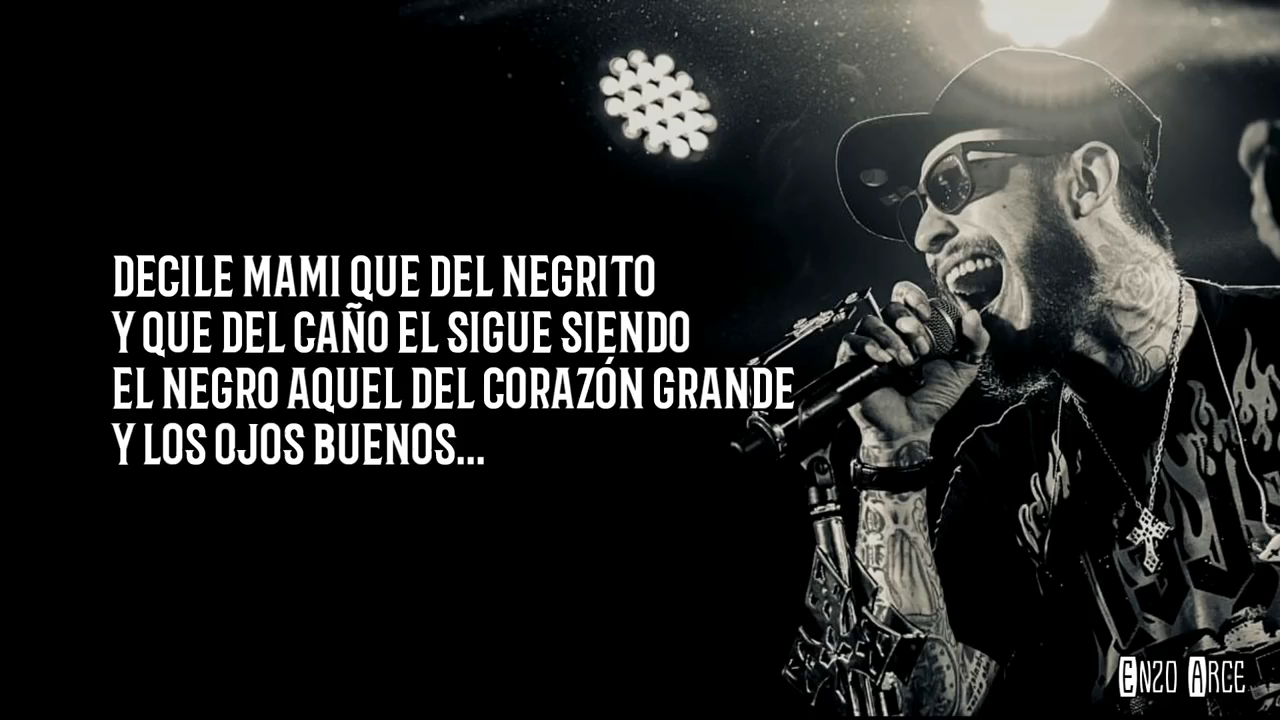 DECILE MAMI QUE DEL NEGRITO
Y QUE DEL CAÑO EL SIGUE SIENDO
EL NEGRO AQUEL DEL CORAZÓN GRANDE
Y LOS OJOS BUENOS...
ENZO ARCE